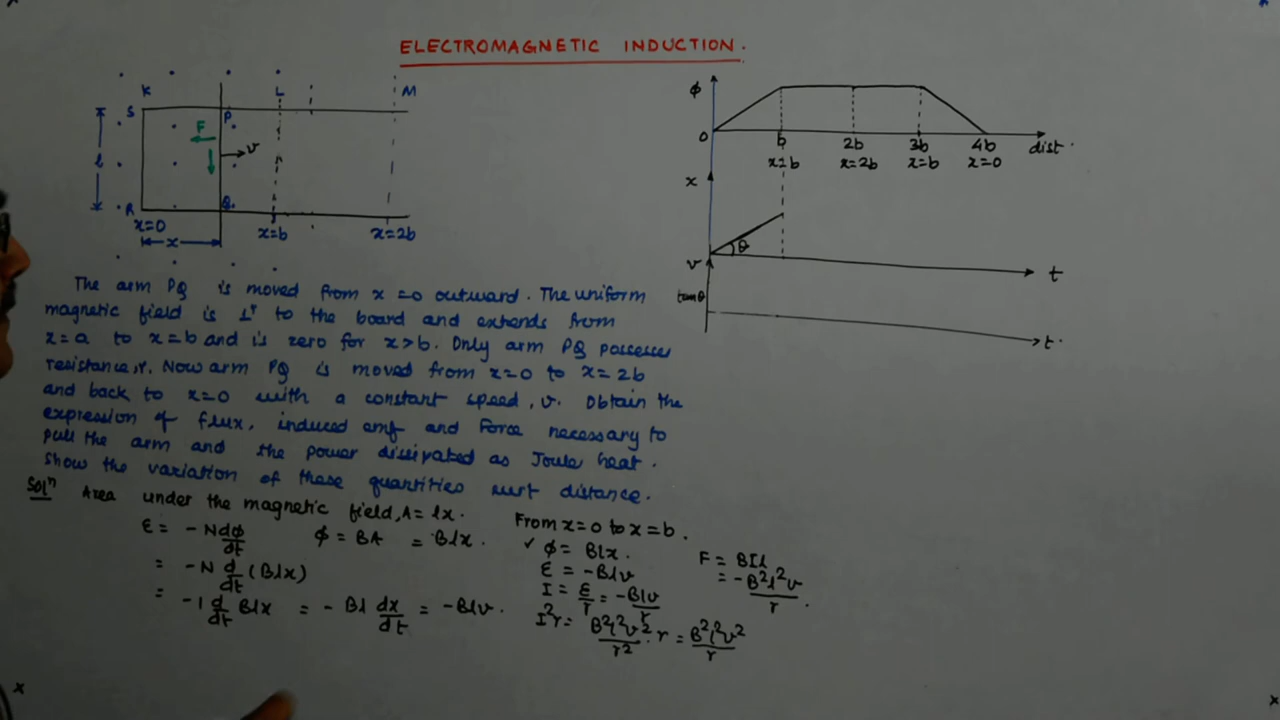 ELECTROMAGNETIC INDUCTION.
K L M
S P
F
v
l
R Q
x=0 x=b x=2b
x
ϕ
0 b 2b 3b 4b dist.
x=b x=2b x=b x=0
x
θ
t
v
tanθ
t.
The arm PQ is moved from x=0 outward. The uniform
magnetic field is ⊥r to the board and extends from
x=a to x=b and is zero for x>b. Only arm PQ possesses
resistance, r. Now arm PQ is moved from x=0 to x=2b
and back to x=0 with a constant speed, v. Obtain the
expression of flux, induced emf and Force necessary to
pull the arm and the power dissipated as Joule heat.
Show the variation of these quantities wrt distance.
Solⁿ Area under the magnetic field, A = lx.
ε = -N dϕ/dt ϕ = BA = Blx.
= -N d/dt (Blx)
= -1 d/dt Blx = -Bl dx/dt = -Blv.
From x=0 to x=b.
✓ ϕ = Blx.
ε = -Blv
I = ε/r = -Blv/r
I²r = B²l²v²/r² · r = B²l²v²/r
F = BIl
= -B²l²v/r.